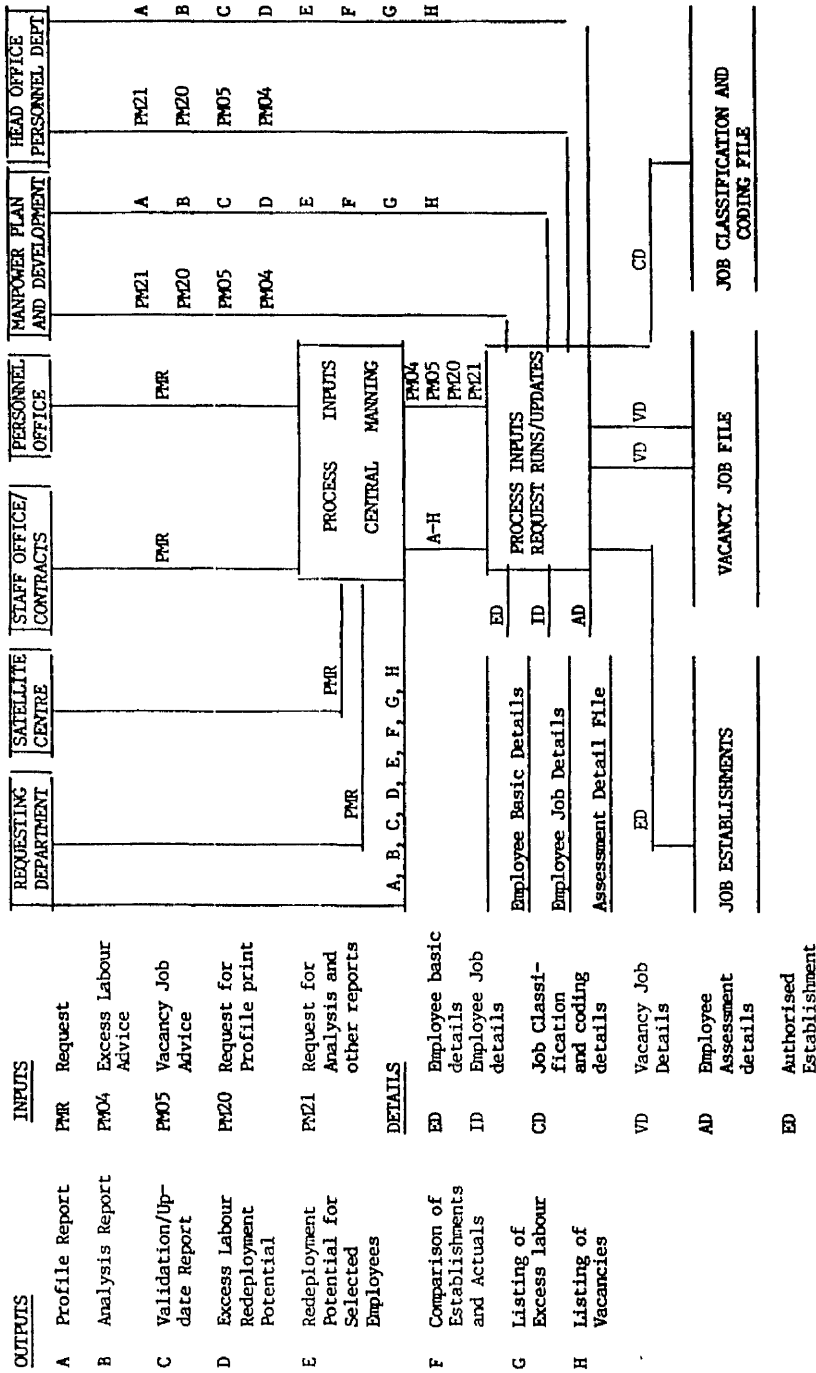 OUTPUTS
A Profile Report
B Analysis Report
C Validation/Up-
date Report
D Excess Labour
Redeployment
Potential
E Redeployment
Potential for
Selected
Employees
F Comparison of
Establishments
and Actuals
G Listing of
Excess labour
H Listing of
Vacancies
INPUTS
PMR Request
PM04 Excess Labour
Advice
PM05 Vacancy Job
Advice
PM20 Request for
Profile print
PM21 Request for
Analysis and
other reports
DETAILS
ED Employee basic
details
ID Employee Job
details
CD Job Classi-
fication
and coding
details
VD Vacancy Job
Details
AD Employee
Assessment
details
ED Authorised
Establishment
REQUESTING
DEPARTMENT
SATELLITE
CENTRE
STAFF OFFICE/
CONTRACTS
PERSONNEL
OFFICE
MANPOWER PLAN
AND DEVELOPMENT
HEAD OFFICE
PERSONNEL DEPT
PMR
PMR
PMR
PMR
PM21
PM20
PM05
PM04
A
B
C
D
E
F
G
H
PM21
PM20
PM05
PM04
A
B
C
D
E
F
G
H
PROCESS INPUTS
CENTRAL MANNING
A, B, C, D, E, F, G, H
A-H
PM04
PM05
PM20
PM21
PROCESS INPUTS
REQUEST RUNS/UPDATES
Employee Basic Details
ED
Employee Job Details
ID
Assessment Detail File
AD
ED
VD
VD
CD
JOB ESTABLISHMENTS
VACANCY JOB FILE
JOB CLASSIFICATION AND
CODING FILE